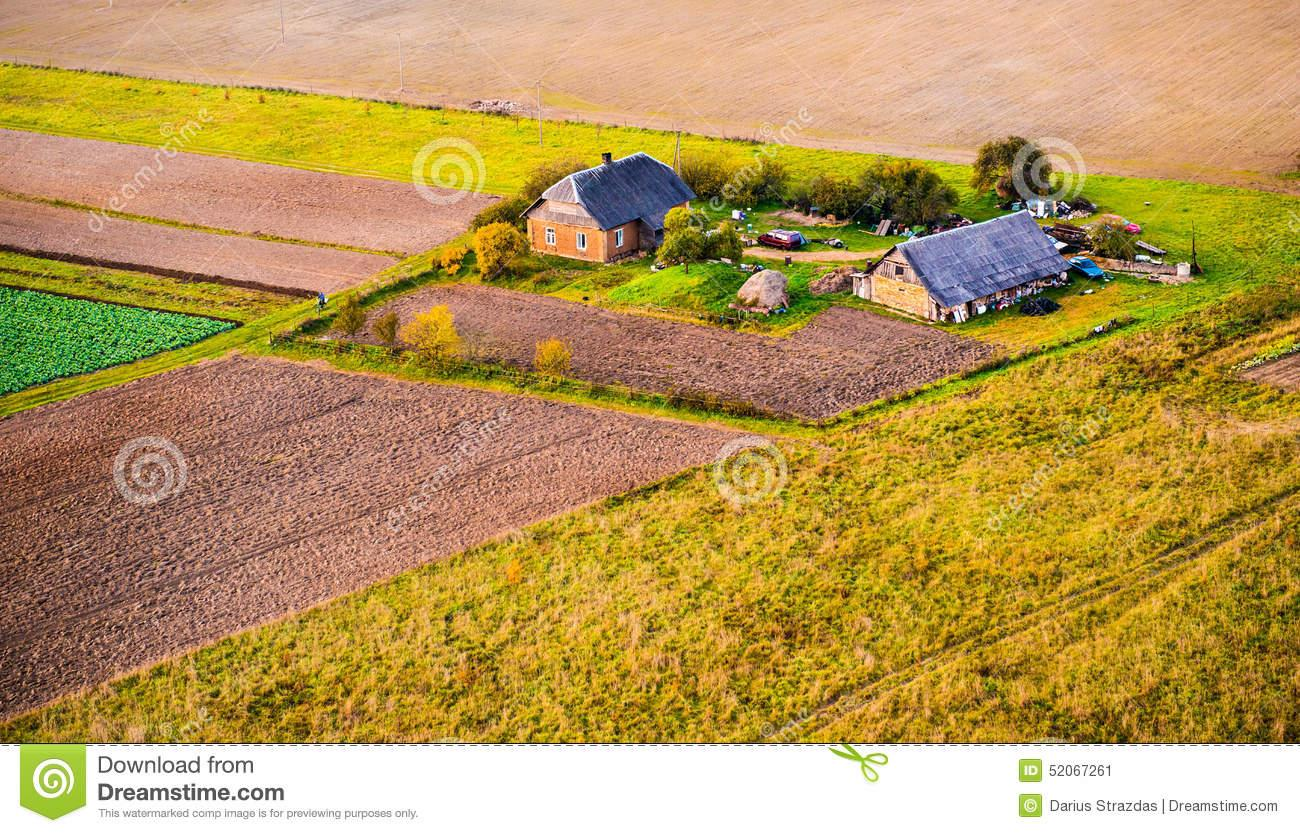 Download from
Dreamstime.com
This watermarked comp image is for previewing purposes only.
ID 52067261
© Darius Strazdas | Dreamstime.com